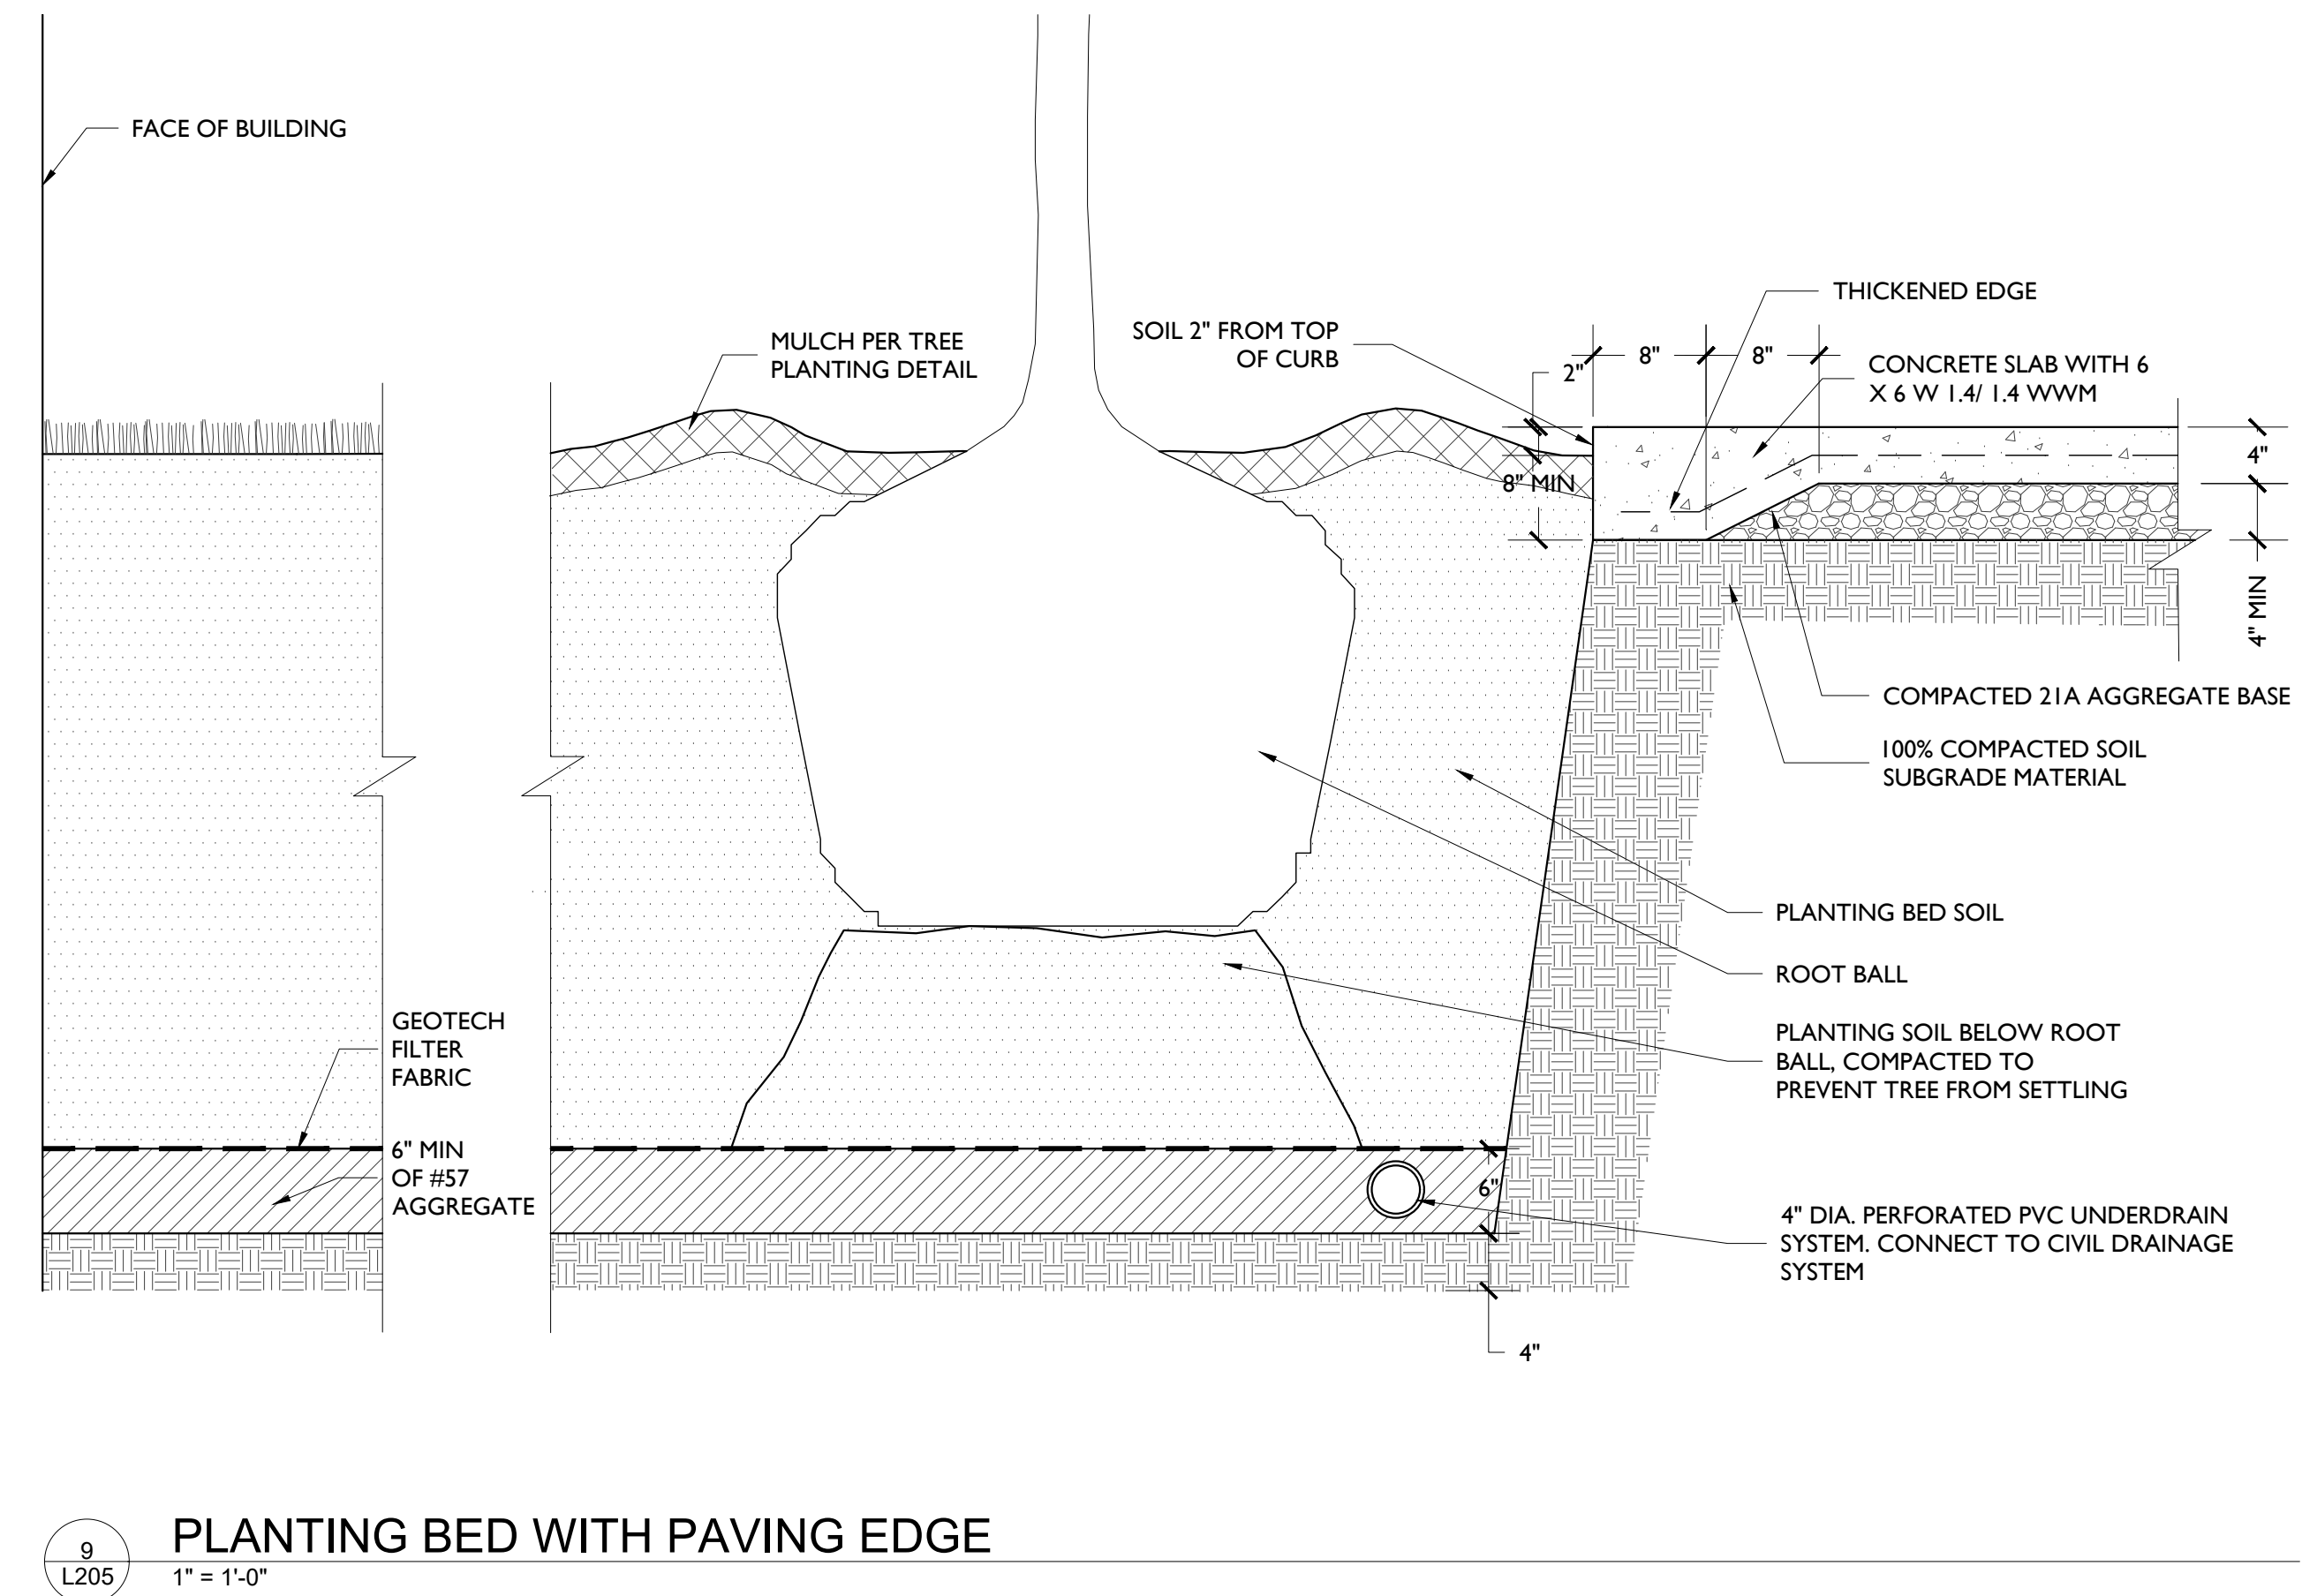 FACE OF BUILDING
MULCH PER TREE
PLANTING DETAIL
SOIL 2" FROM TOP
OF CURB
THICKENED EDGE
2"
8"
8"
CONCRETE SLAB WITH 6
X 6 W 1.4/ 1.4 WWM
8" MIN
4"
4" MIN
COMPACTED 21A AGGREGATE BASE
100% COMPACTED SOIL
SUBGRADE MATERIAL
PLANTING BED SOIL
ROOT BALL
PLANTING SOIL BELOW ROOT
BALL, COMPACTED TO
PREVENT TREE FROM SETTLING
GEOTECH
FILTER
FABRIC
6" MIN
OF #57
AGGREGATE
6"
4" DIA. PERFORATED PVC UNDERDRAIN
SYSTEM. CONNECT TO CIVIL DRAINAGE
SYSTEM
4"
9
L205
PLANTING BED WITH PAVING EDGE
1" = 1'-0"